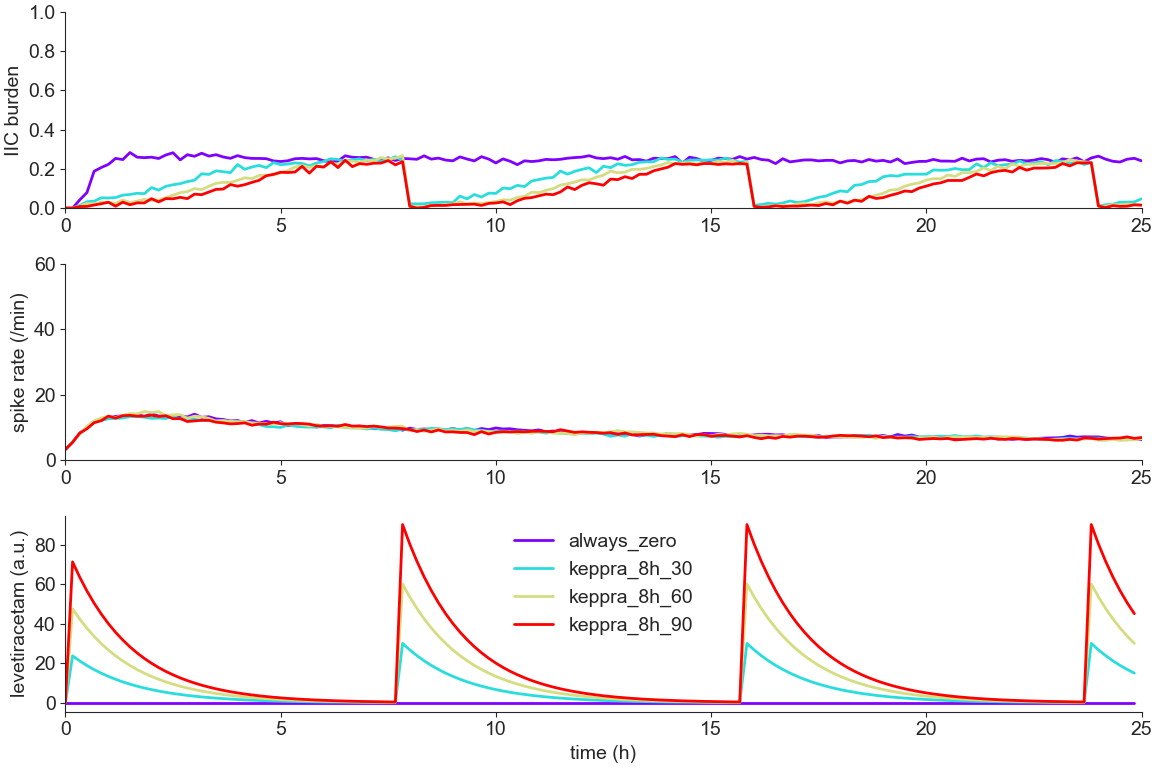 1.0
0.8
0.6
0.4
0.2
0.0
IIC burden
0 5 10 15 20 25
60
40
20
0
spike rate (/min)
0 5 10 15 20 25
80
60
40
20
0
levetiracetam (a.u.)
always_zero
keppra_8h_30
keppra_8h_60
keppra_8h_90
0 5 10 15 20 25
time (h)